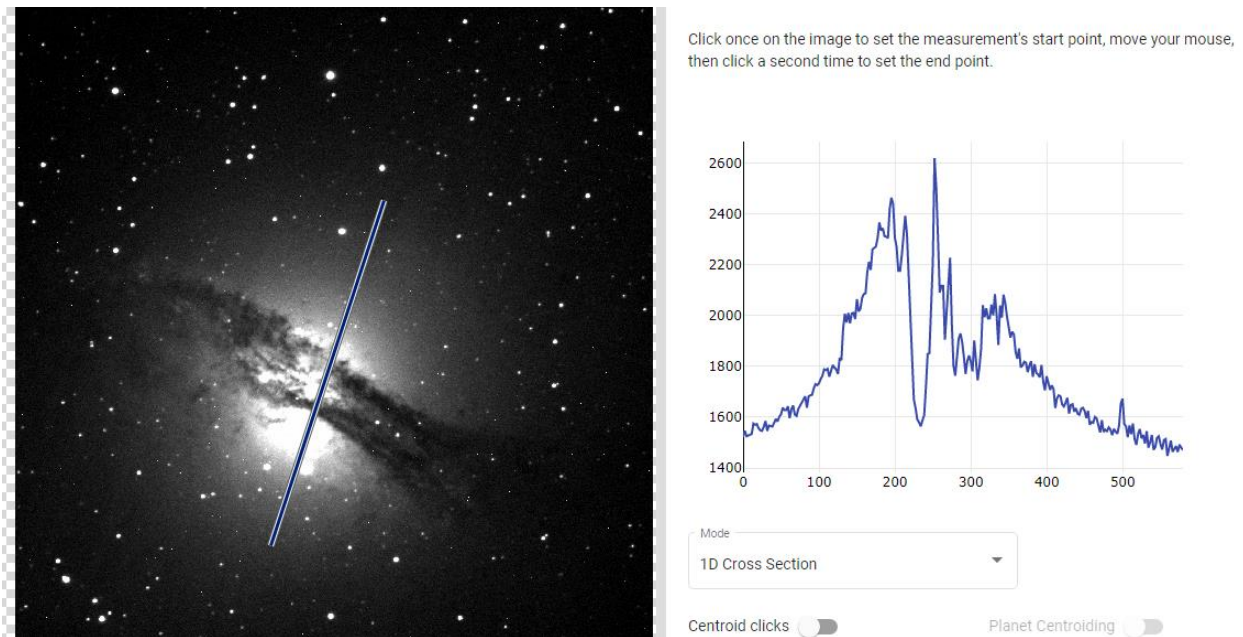 Click once on the image to set the measurement's start point, move your mouse,
then click a second time to set the end point.
2600
2400
2200
2000
1800
1600
1400
0 100 200 300 400 500
Mode
1D Cross Section
Centroid clicks Planet Centroiding